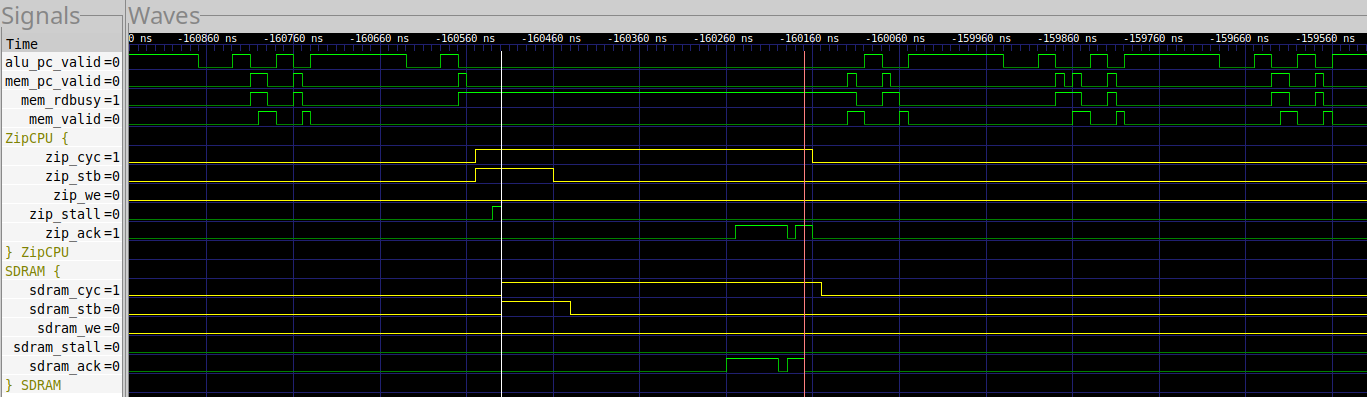 Signals Waves
Time
0 ns -160860 ns -160760 ns -160660 ns -160560 ns -160460 ns -160360 ns -160260 ns -160160 ns -160060 ns -159960 ns -159860 ns -159760 ns -159660 ns -159560 ns
alu_pc_valid=0
mem_pc_valid=0
mem_rdbusy=1
mem_valid=0
ZipCPU {
zip_cyc=1
zip_stb=0
zip_we=0
zip_stall=0
zip_ack=1
} ZipCPU
SDRAM {
sdram_cyc=1
sdram_stb=0
sdram_we=0
sdram_stall=0
sdram_ack=0
} SDRAM